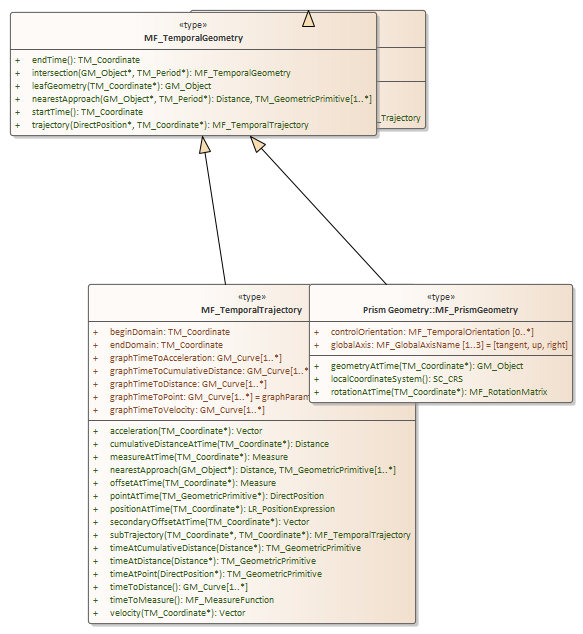 «type»
MF_TemporalGeometry
+ endTime(): TM_Coordinate
+ intersection(GM_Object*, TM_Period*): MF_TemporalGeometry
+ leafGeometry(TM_Coordinate*): GM_Object
+ nearestApproach(GM_Object*, TM_Period*): Distance, TM_GeometricPrimitive[1..*]
+ startTime(): TM_Coordinate
+ trajectory(DirectPosition*, TM_Coordinate*): MF_TemporalTrajectory
_Trajectory
«type»
MF_TemporalTrajectory
+ beginDomain: TM_Coordinate
+ endDomain: TM_Coordinate
+ graphTimeToAcceleration: GM_Curve[1..*]
+ graphTimeToCumulativeDistance: GM_Curve[1..*
+ graphTimeToDistance: GM_Curve[1..*]
+ graphTimeToPoint: GM_Curve[1..*] = graphParam
+ graphTimeToVelocity: GM_Curve[1..*]
+ acceleration(TM_Coordinate*): Vector
+ cumulativeDistanceAtTime(TM_Coordinate*): Distance
+ measureAtTime(TM_Coordinate*): Measure
+ nearestApproach(GM_Object*): Distance, TM_GeometricPrimitive[1..*]
+ offsetAtTime(TM_Coordinate*): Measure
+ pointAtTime(TM_GeometricPrimitive*): DirectPosition
+ positionAtTime(TM_Coordinate*): LR_PositionExpression
+ secondaryOffsetAtTime(TM_Coordinate*): Vector
+ subTrajectory(TM_Coordinate*, TM_Coordinate*): MF_TemporalTrajectory
+ timeAtCumulativeDistance(Distance*): TM_GeometricPrimitive
+ timeAtDistance(Distance*): TM_GeometricPrimitive
+ timeAtPoint(DirectPosition*): TM_GeometricPrimitive
+ timeToDistance(): GM_Curve[1..*]
+ timeToMeasure(): MF_MeasureFunction
+ velocity(TM_Coordinate*): Vector
«type»
Prism Geometry::MF_PrismGeometry
+ controlOrientation: MF_TemporalOrientation [0..*]
+ globalAxis: MF_GlobalAxisName [1..3] = [tangent, up, right]
+ geometryAtTime(TM_Coordinate*): GM_Object
+ localCoordinateSystem(): SC_CRS
+ rotationAtTime(TM_Coordinate*): MF_RotationMatrix